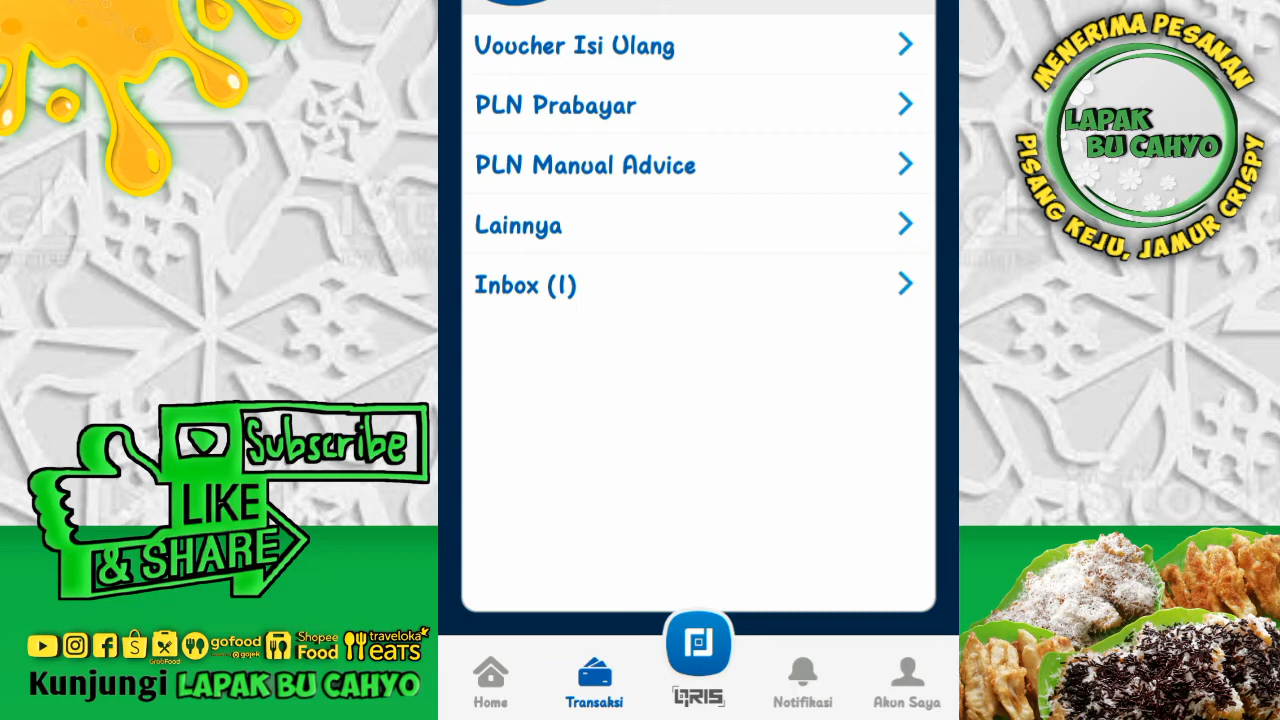 Voucher Isi Ulang
PLN Prabayar
PLN Manual Advice
Lainnya
Inbox (1)
Home
Transaksi
QRIS
Notifikasi
Akun Saya
MENERIMA PESANAN
LAPAK
BU CAHYO
PISANG KEJU, JAMUR CRISPY
Subscribe
LIKE
& SHARE
GrabFood
gofood
gojek
Shopee
Food
traveloka
eats
Kunjungi LAPAK BU CAHYO